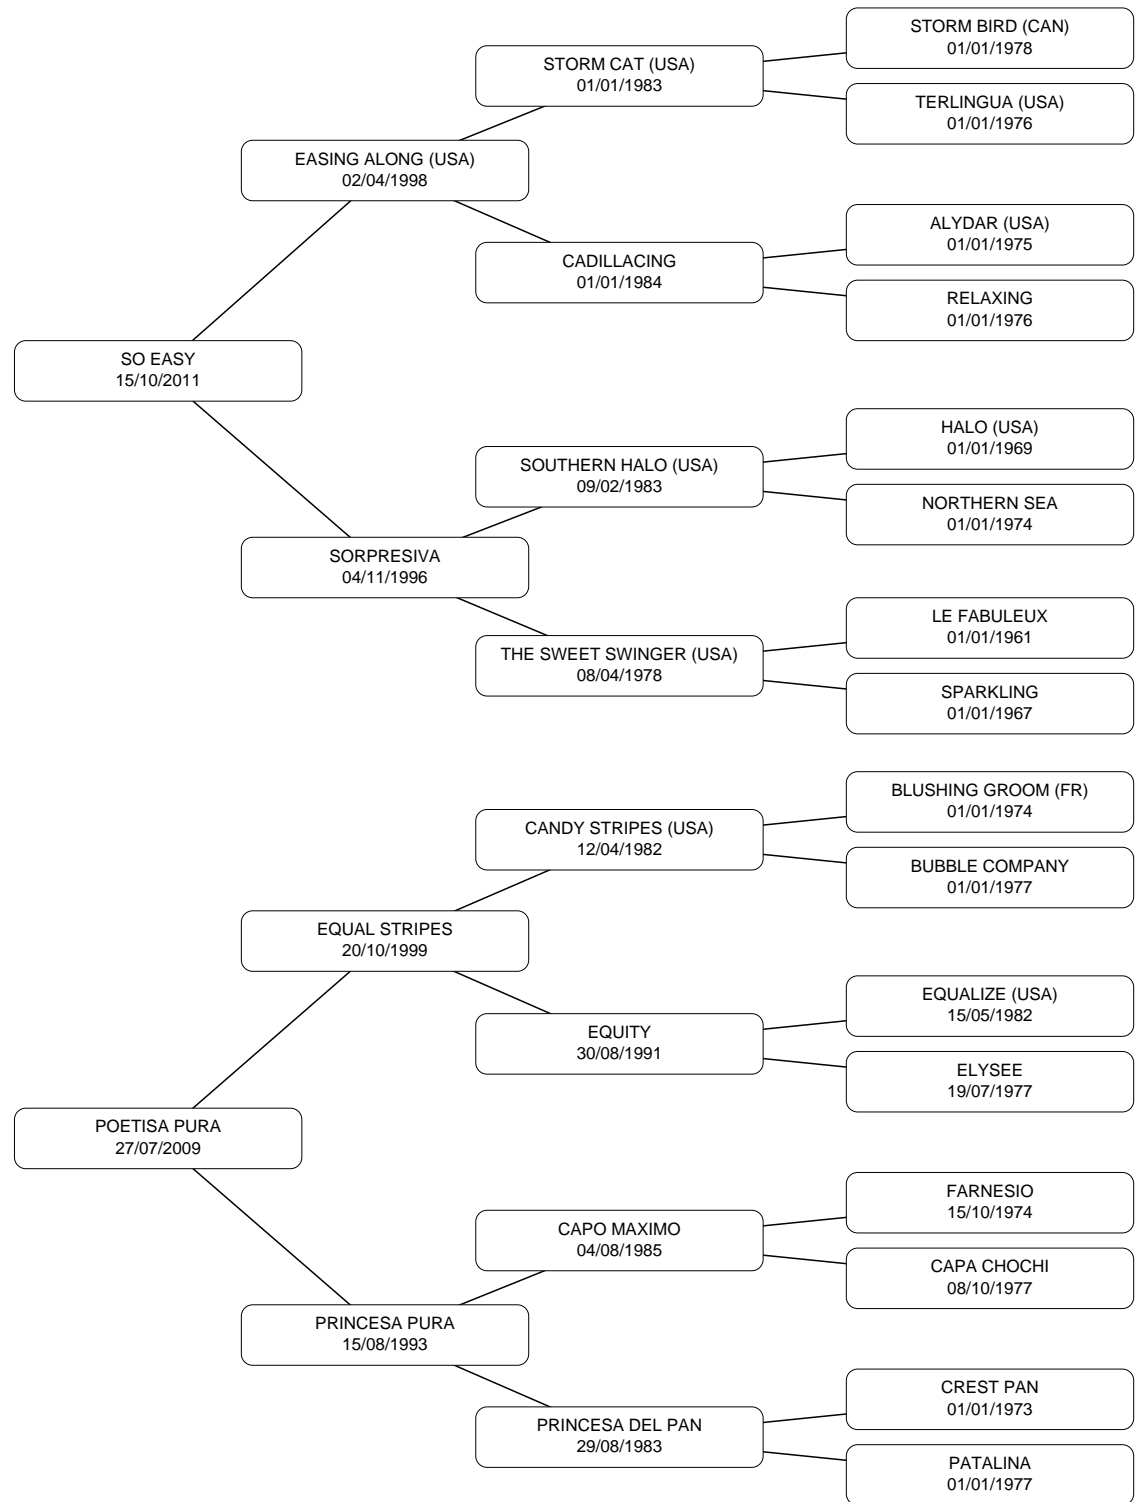 STORM BIRD (CAN)
01/01/1978
STORM CAT (USA)
01/01/1983
TERLINGUA (USA)
01/01/1976
EASING ALONG (USA)
02/04/1998
ALYDAR (USA)
01/01/1975
CADILLACING
01/01/1984
RELAXING
01/01/1976
SO EASY
15/10/2011
HALO (USA)
01/01/1969
SOUTHERN HALO (USA)
09/02/1983
NORTHERN SEA
01/01/1974
SORPRESIVA
04/11/1996
LE FABULEUX
01/01/1961
THE SWEET SWINGER (USA)
08/04/1978
SPARKLING
01/01/1967
BLUSHING GROOM (FR)
01/01/1974
CANDY STRIPES (USA)
12/04/1982
BUBBLE COMPANY
01/01/1977
EQUAL STRIPES
20/10/1999
EQUALIZE (USA)
15/05/1982
EQUITY
30/08/1991
ELYSEE
19/07/1977
POETISA PURA
27/07/2009
FARNESIO
15/10/1974
CAPO MAXIMO
04/08/1985
CAPA CHOCHI
08/10/1977
PRINCESA PURA
15/08/1993
CREST PAN
01/01/1973
PRINCESA DEL PAN
29/08/1983
PATALINA
01/01/1977